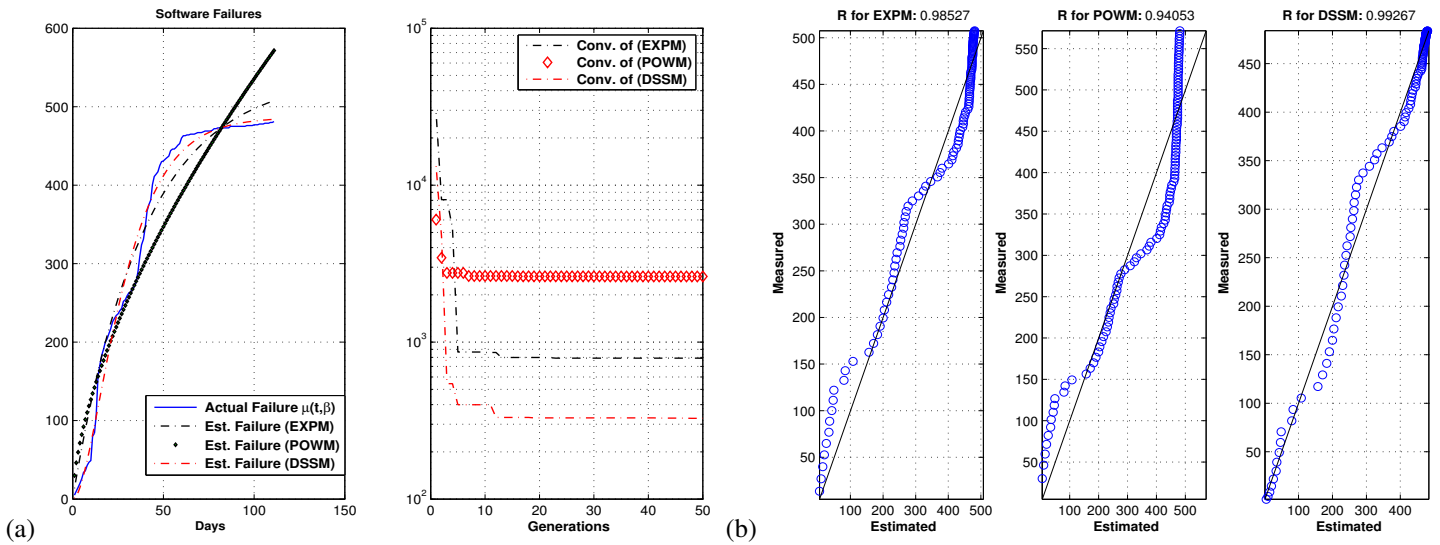 Software Failures
600
500
400
300
200
100
0
0
50
100
150
Days
Actual Failure μ(t,β)
Est. Failure (EXPM)
Est. Failure (POWM)
Est. Failure (DSSM)
(a)
10^5
10^4
10^3
10^2
0
10
20
30
40
50
Generations
Conv. of (EXPM)
Conv. of (POWM)
Conv. of (DSSM)
(b)
R for EXPM: 0.98527
500
450
400
350
300
250
200
150
100
50
100 200 300 400 500
Estimated
Measured
R for POWM: 0.94053
550
500
450
400
350
300
250
200
150
100
50
100 200 300 400 500
Estimated
Measured
R for DSSM: 0.99267
450
400
350
300
250
200
150
100
50
100 200 300 400
Estimated
Measured